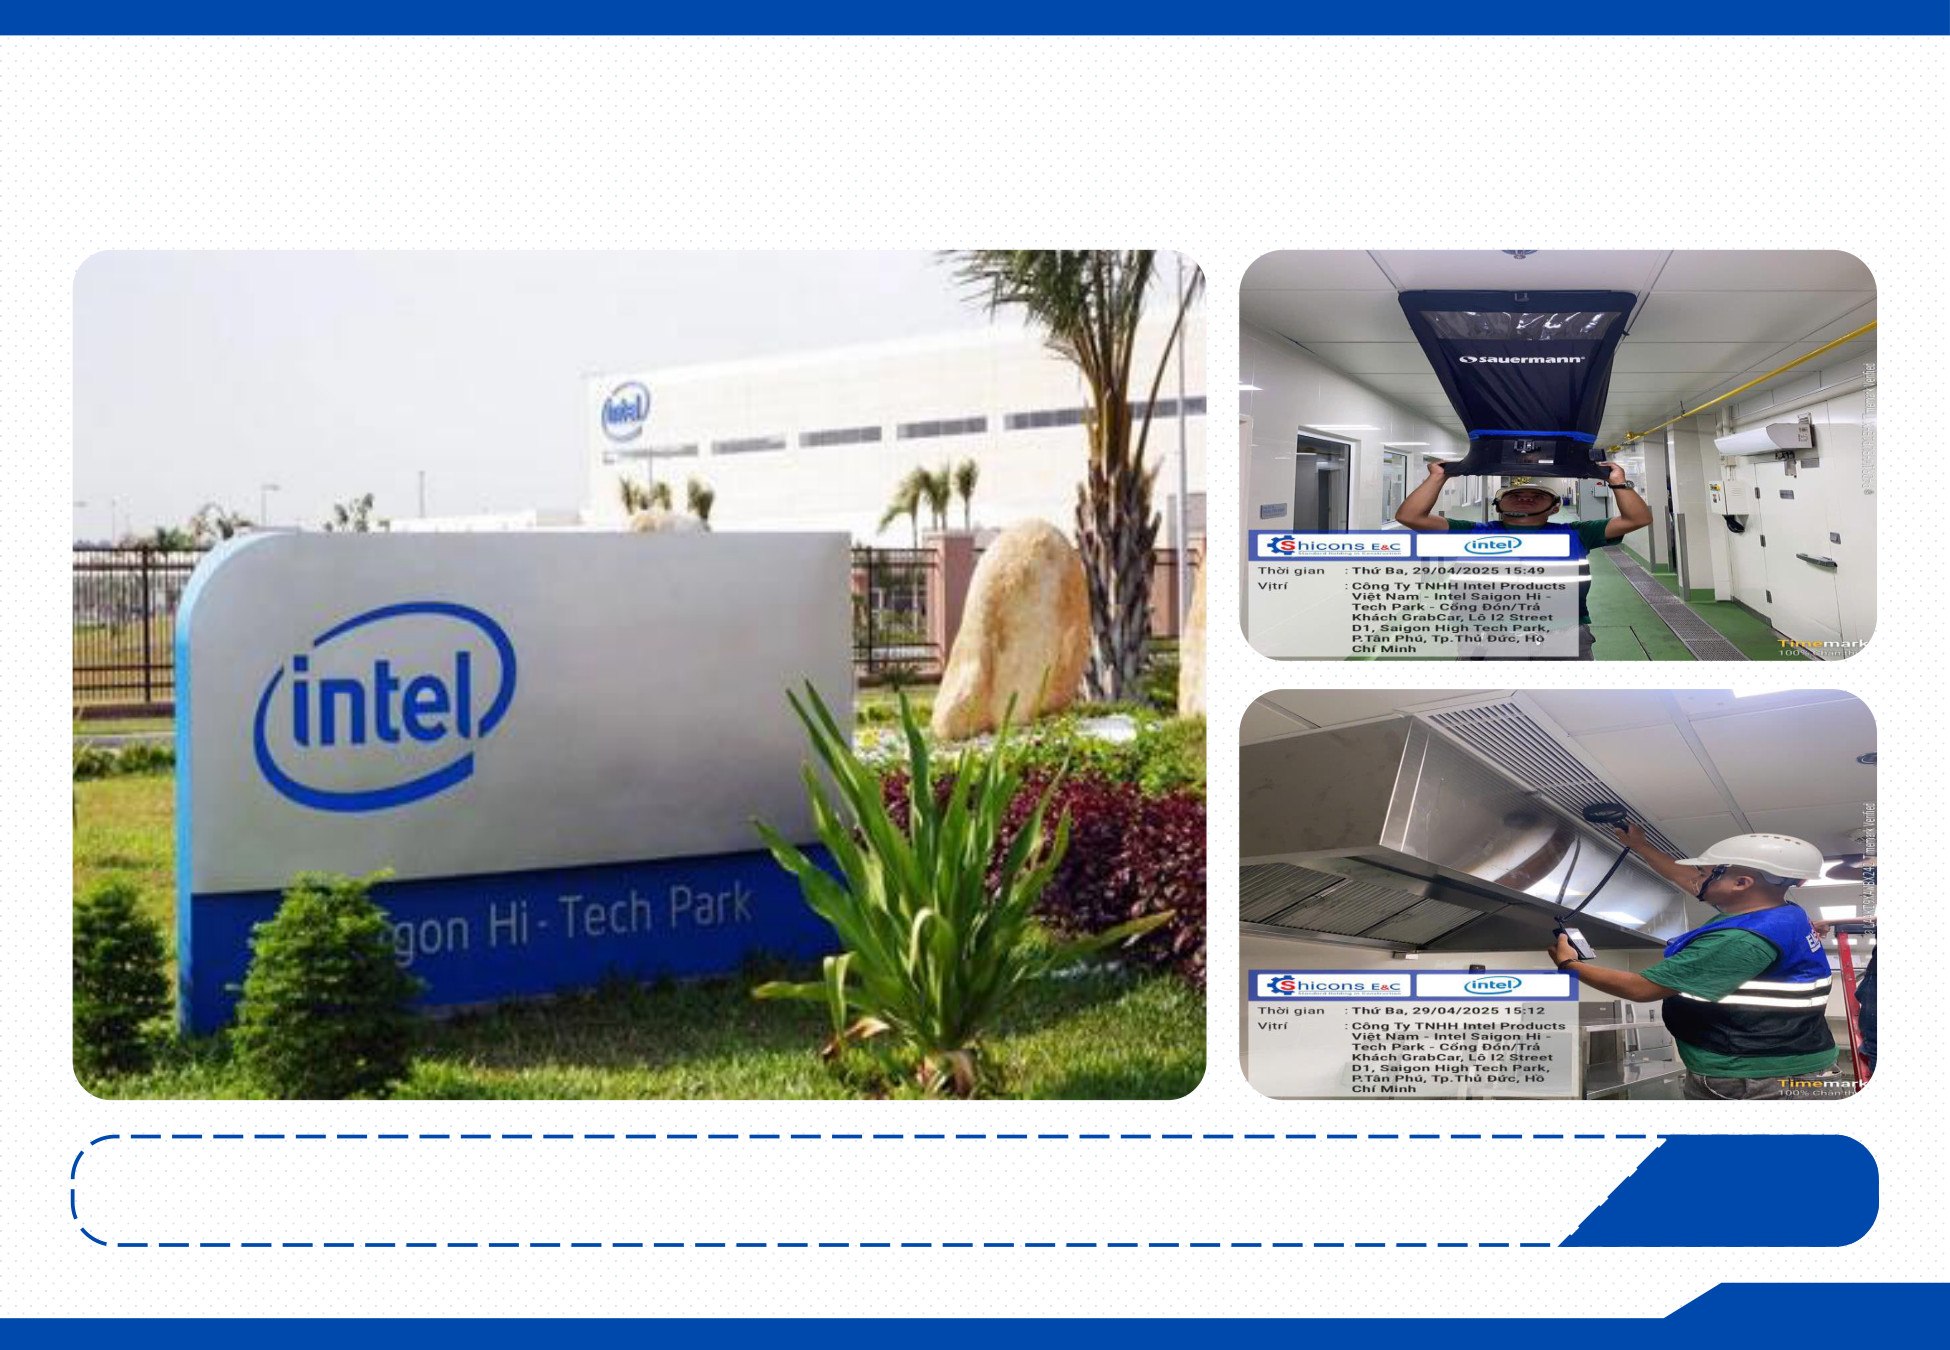 intel
intel
gon Hi - Tech Park
sauermann
Shicons E&C
intel
Thời gian : Thứ Ba, 29/04/2025 15:49
Vị trí : Công Ty TNHH Intel Products
Việt Nam - Intel Saigon Hi -
Tech Park - Cổng Đón/Trả
Khách GrabCar, Lô I2 Street
D1, Saigon High Tech Park,
P.Tân Phú, Tp.Thủ Đức, Hồ
Chí Minh
Timemark
Timemark Verified
Shicons E&C
intel
Thời gian : Thứ Ba, 29/04/2025 15:12
Vị trí : Công Ty TNHH Intel Products
Việt Nam - Intel Saigon Hi -
Tech Park - Cổng Đón/Trả
Khách GrabCar, Lô I2 Street
D1, Saigon High Tech Park,
P.Tân Phú, Tp.Thủ Đức, Hồ
Chí Minh
Timemark
Timemark Verified